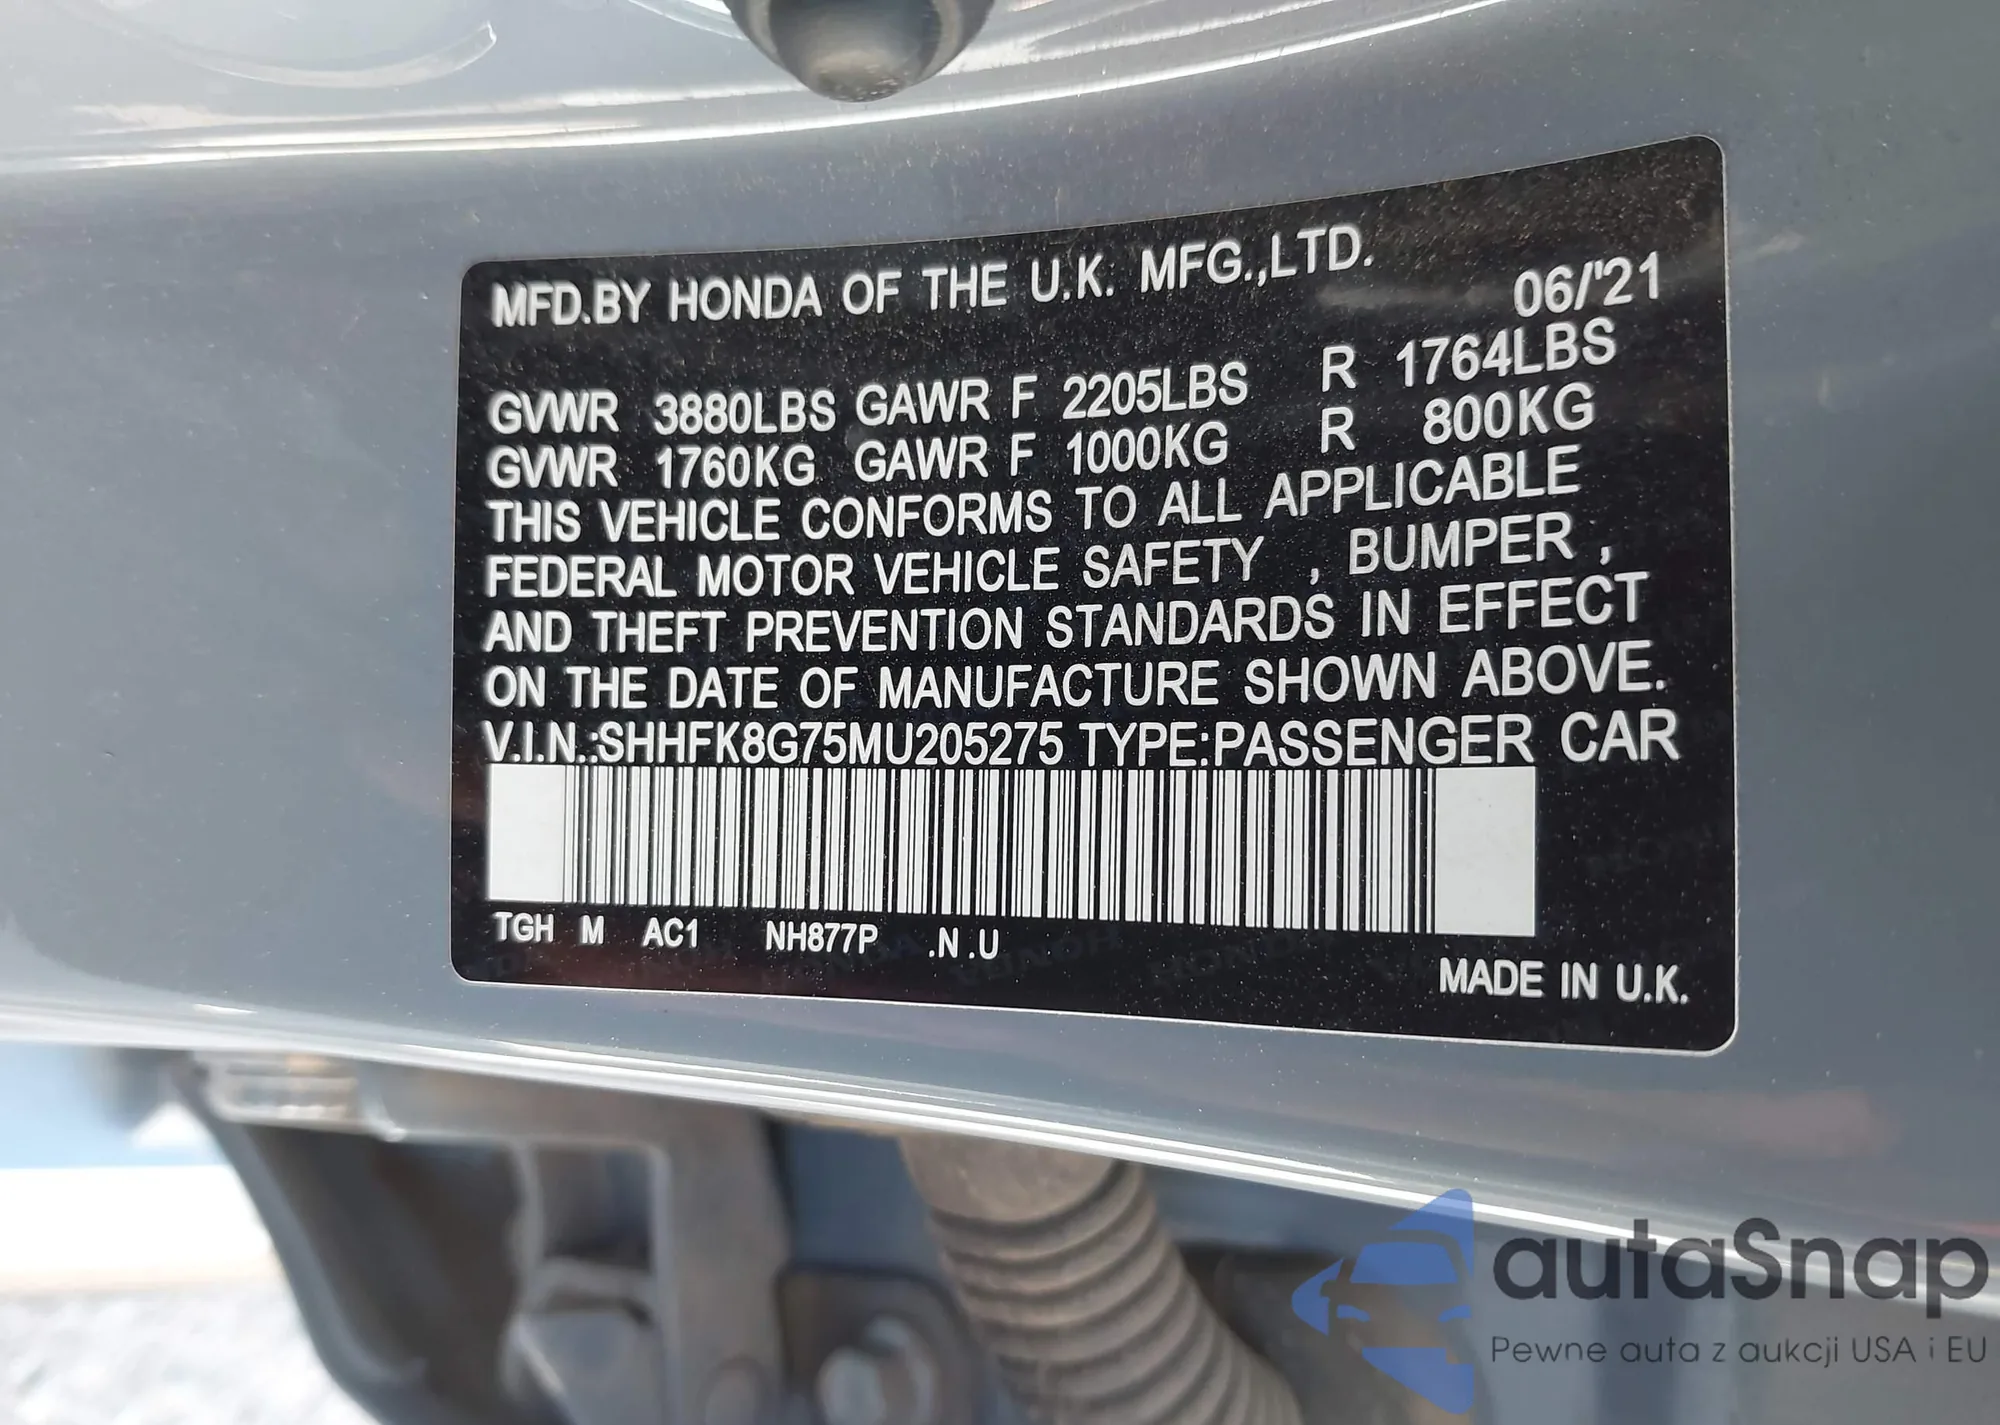 MFD.BY HONDA OF THE U.K. MFG.,LTD.
06/'21
GVWR 3880LBS GAWR F 2205LBS R 1764LBS
GVWR 1760KG GAWR F 1000KG R 800KG
THIS VEHICLE CONFORMS TO ALL APPLICABLE
FEDERAL MOTOR VEHICLE SAFETY , BUMPER ,
AND THEFT PREVENTION STANDARDS IN EFFECT
ON THE DATE OF MANUFACTURE SHOWN ABOVE.
V.I.N.:SHHFK8G75MU205275 TYPE:PASSENGER CAR
TGH M AC1 NH877P .N .U
MADE IN U.K.
autaSnap
Pewne auta z aukcji USA i EU